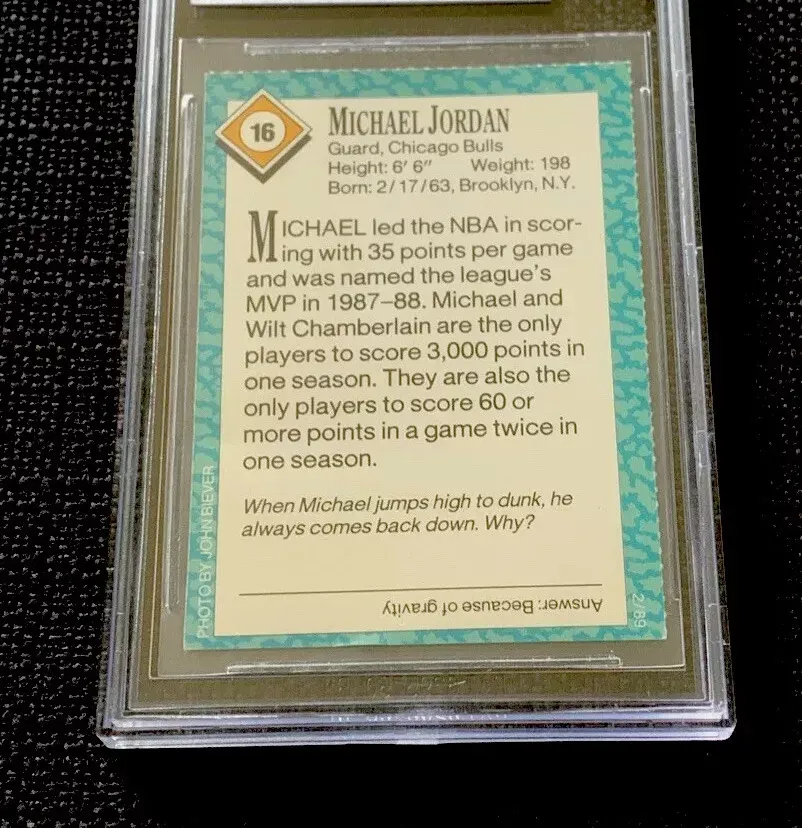 16
MICHAEL JORDAN
Guard, Chicago Bulls
Height: 6′ 6″ Weight: 198
Born: 2/17/63, Brooklyn, N.Y.
MICHAEL led the NBA in scor-
ing with 35 points per game
and was named the league's
MVP in 1987–88. Michael and
Wilt Chamberlain are the only
players to score 3,000 points in
one season. They are also the
only players to score 60 or
more points in a game twice in
one season.
When Michael jumps high to dunk, he
always comes back down. Why?
Answer: Because of gravity
PHOTO BY JOHN BIEVER
2/89